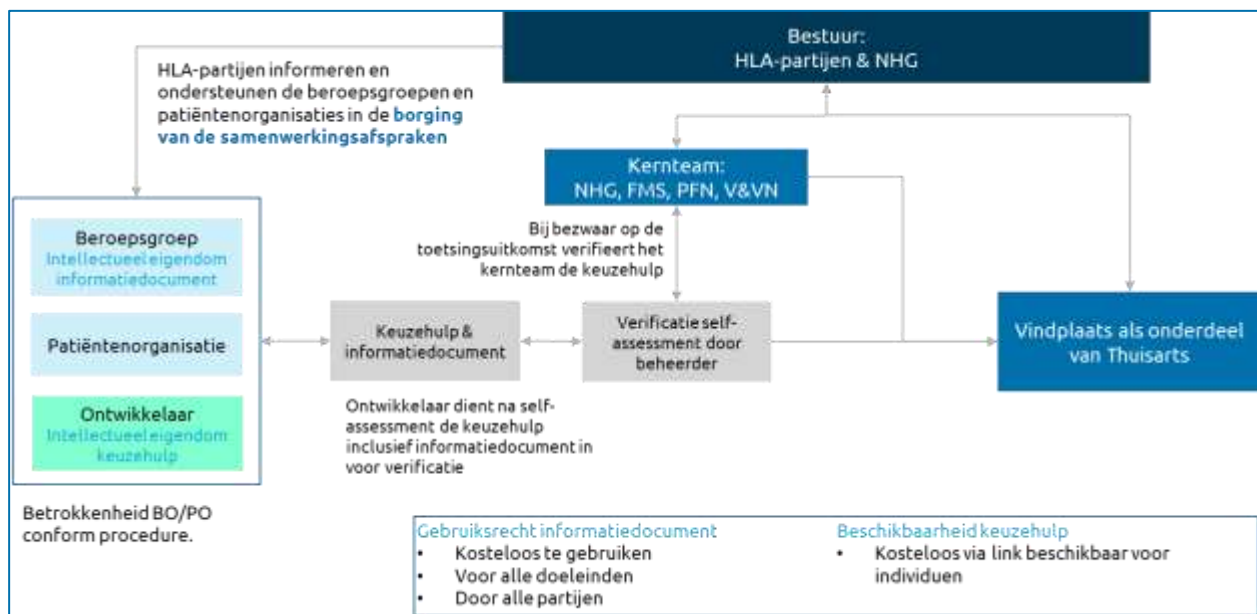 Bestuur:
HLA-partijen & NHG
HLA-partijen informeren en
ondersteunen de beroepsgroepen en
patiëntenorganisaties in de borging
van de samenwerkingsafspraken
Kernteam:
NHG, FMS, PFN, V&VN
Bij bezwaar op de
toetsingsuitkomst verifieert het
kernteam de keuzehulp
Beroepsgroep
Intellectueel eigendom
informatiedocument
Patiëntenorganisatie
Ontwikkelaar
Intellectueel eigendom
keuzehulp
Keuzehulp &
informatiedocument
Verificatie self-
assessment door
beheerder
Vindplaats als onderdeel
van Thuisarts
Ontwikkelaar dient na self-
assessment de keuzehulp
inclusief informatiedocument in
voor verificatie
Betrokkenheid BO/PO
conform procedure.
Gebruiksrecht informatiedocument
• Kosteloos te gebruiken
• Voor alle doeleinden
• Door alle partijen
Beschikbaarheid keuzehulp
• Kosteloos via link beschikbaar voor
individuen